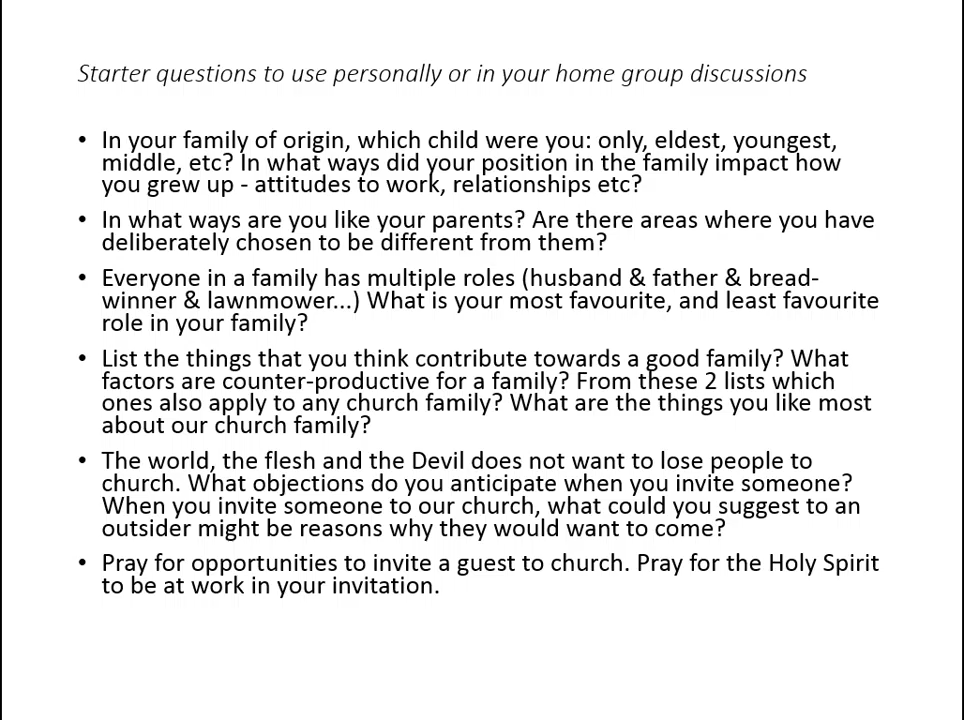 Starter questions to use personally or in your home group discussions
• In your family of origin, which child were you: only, eldest, youngest,
middle, etc? In what ways did your position in the family impact how
you grew up - attitudes to work, relationships etc?
• In what ways are you like your parents? Are there areas where you have
deliberately chosen to be different from them?
• Everyone in a family has multiple roles (husband & father & bread-
winner & lawnmower...) What is your most favourite, and least favourite
role in your family?
• List the things that you think contribute towards a good family? What
factors are counter-productive for a family? From these 2 lists which
ones also apply to any church family? What are the things you like most
about our church family?
• The world, the flesh and the Devil does not want to lose people to
church. What objections do you anticipate when you invite someone?
When you invite someone to our church, what could you suggest to an
outsider might be reasons why they would want to come?
• Pray for opportunities to invite a guest to church. Pray for the Holy Spirit
to be at work in your invitation.